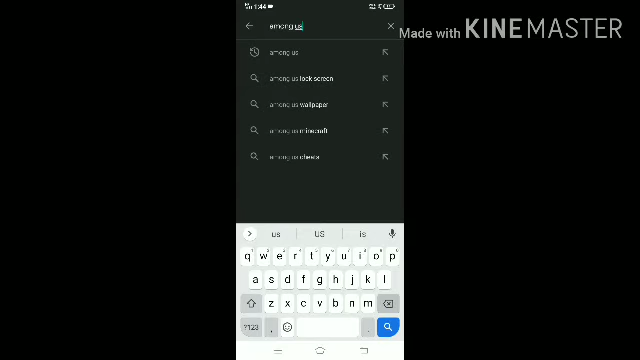 1:44
among us
Made with KINEMASTER
among us
among us lock screen
among us wallpaper
among us minecraft
among us cheats
us US is
q w e r t y u i o p
a s d f g h j k l
z x c v b n m
?123 , .